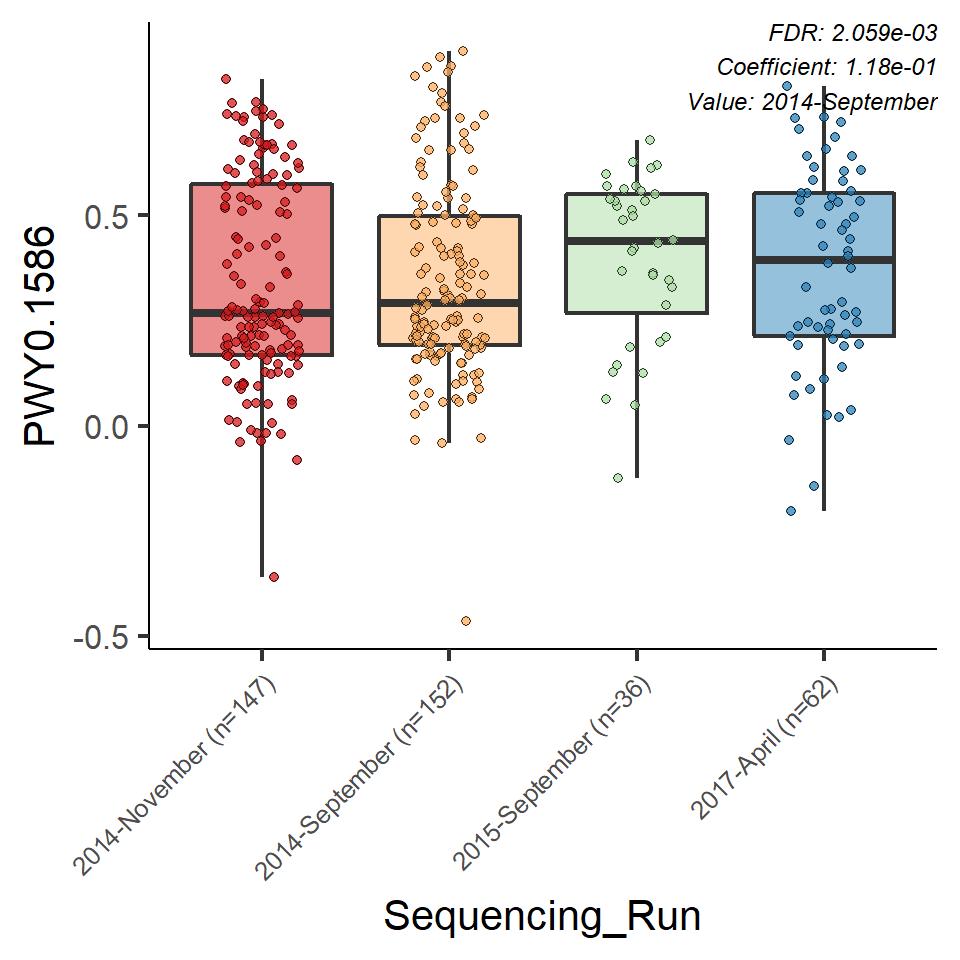 FDR: 2.059e-03
Coefficient: 1.18e-01
Value: 2014-September
PWY0.1586
0.5
0.0
-0.5
2014-November (n=147)
2014-September (n=152)
2015-September (n=36)
2017-April (n=62)
Sequencing_Run